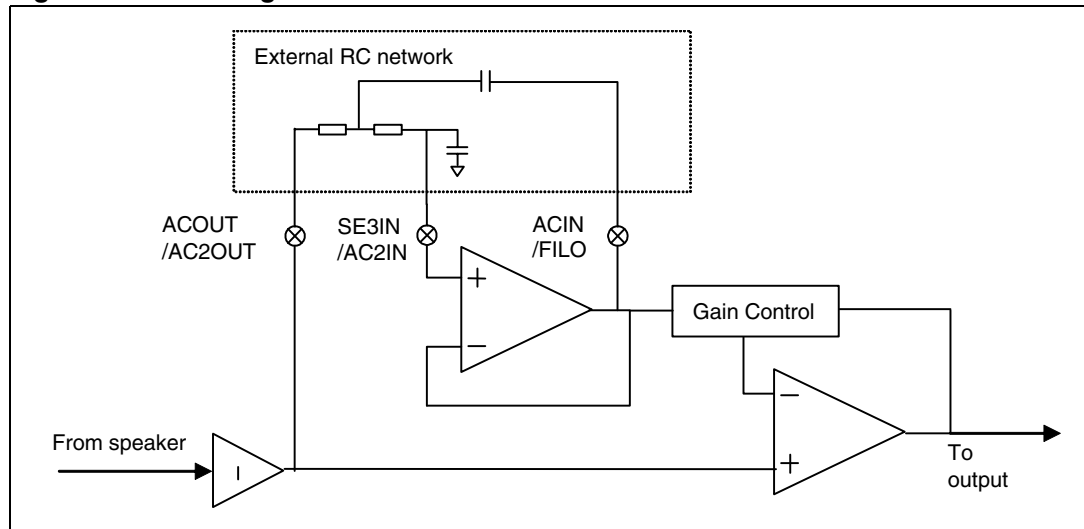 External RC network
ACOUT
/AC2OUT
SE3IN
/AC2IN
ACIN
/FILO
+
−
Gain Control
−
+
From speaker
To
output